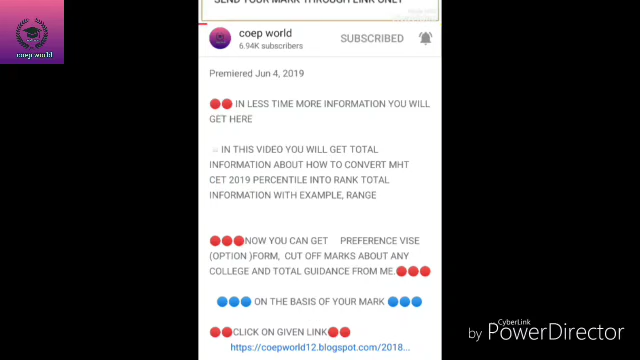 SEND YOUR MARK THROUGH LINK ONLY
coep world
coep world
6.94K subscribers
SUBSCRIBED
Premiered Jun 4, 2019
IN LESS TIME MORE INFORMATION YOU WILL
GET HERE
IN THIS VIDEO YOU WILL GET TOTAL
INFORMATION ABOUT HOW TO CONVERT MHT
CET 2019 PERCENTILE INTO RANK TOTAL
INFORMATION WITH EXAMPLE, RANGE
NOW YOU CAN GET PREFERENCE VISE
(OPTION )FORM, CUT OFF MARKS ABOUT ANY
COLLEGE AND TOTAL GUIDANCE FROM ME.
ON THE BASIS OF YOUR MARK
CLICK ON GIVEN LINK
https://coepworld12.blogspot.com/2018...
CyberLink
by PowerDirector